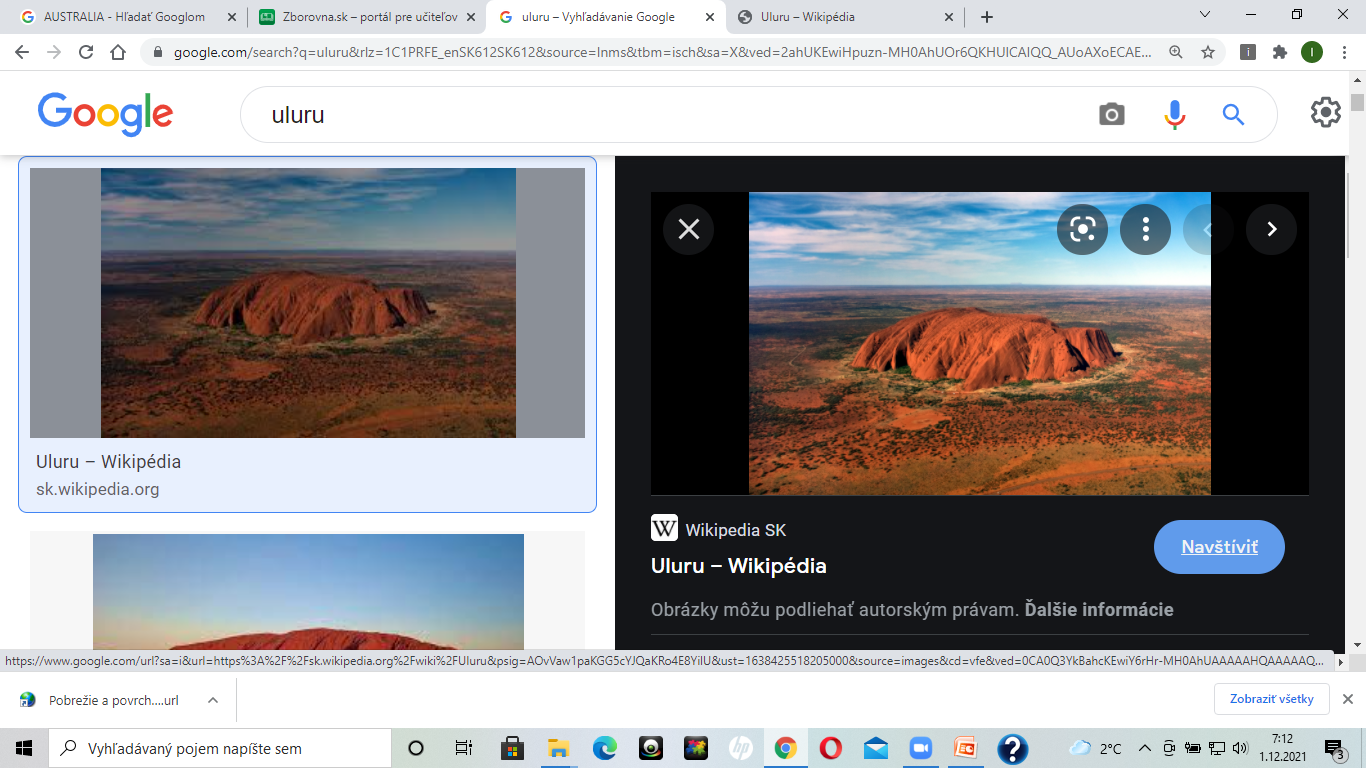 AUSTRALIA - Hľadať Googlom
Zborovna.sk – portál pre učiteľov
uluru – Vyhľadávanie Google
Uluru – Wikipédia
google.com/search?q=uluru&rlz=1C1PRFE_enSK612SK612&source=lnms&tbm=isch&sa=X&ved=2ahUKEwiHpuzn-MH0AhUOr6QKHUICAIQQ_AUoAXoECAE...
I
Google
uluru
Uluru – Wikipédia
sk.wikipedia.org
W Wikipedia SK
Uluru – Wikipédia
Navštíviť
Obrázky môžu podliehať autorským právam. Ďalšie informácie
https://www.google.com/url?sa=i&url=https%3A%2F%2Fsk.wikipedia.org%2Fwiki%2FUluru&psig=AOvVaw1paKGG5cYJQaKRo4E8YiIU&ust=1638425518205000&source=images&cd=vfe&ved=0CA0Q3YkBahcKEwiY6rHr-MH0AhUAAAAAHQAAAAAQ...
Pobrežie a povrch....url
Zobraziť všetky
Vyhľadávaný pojem napíšte sem
hp
2°C
7:12
1.12.2021
3